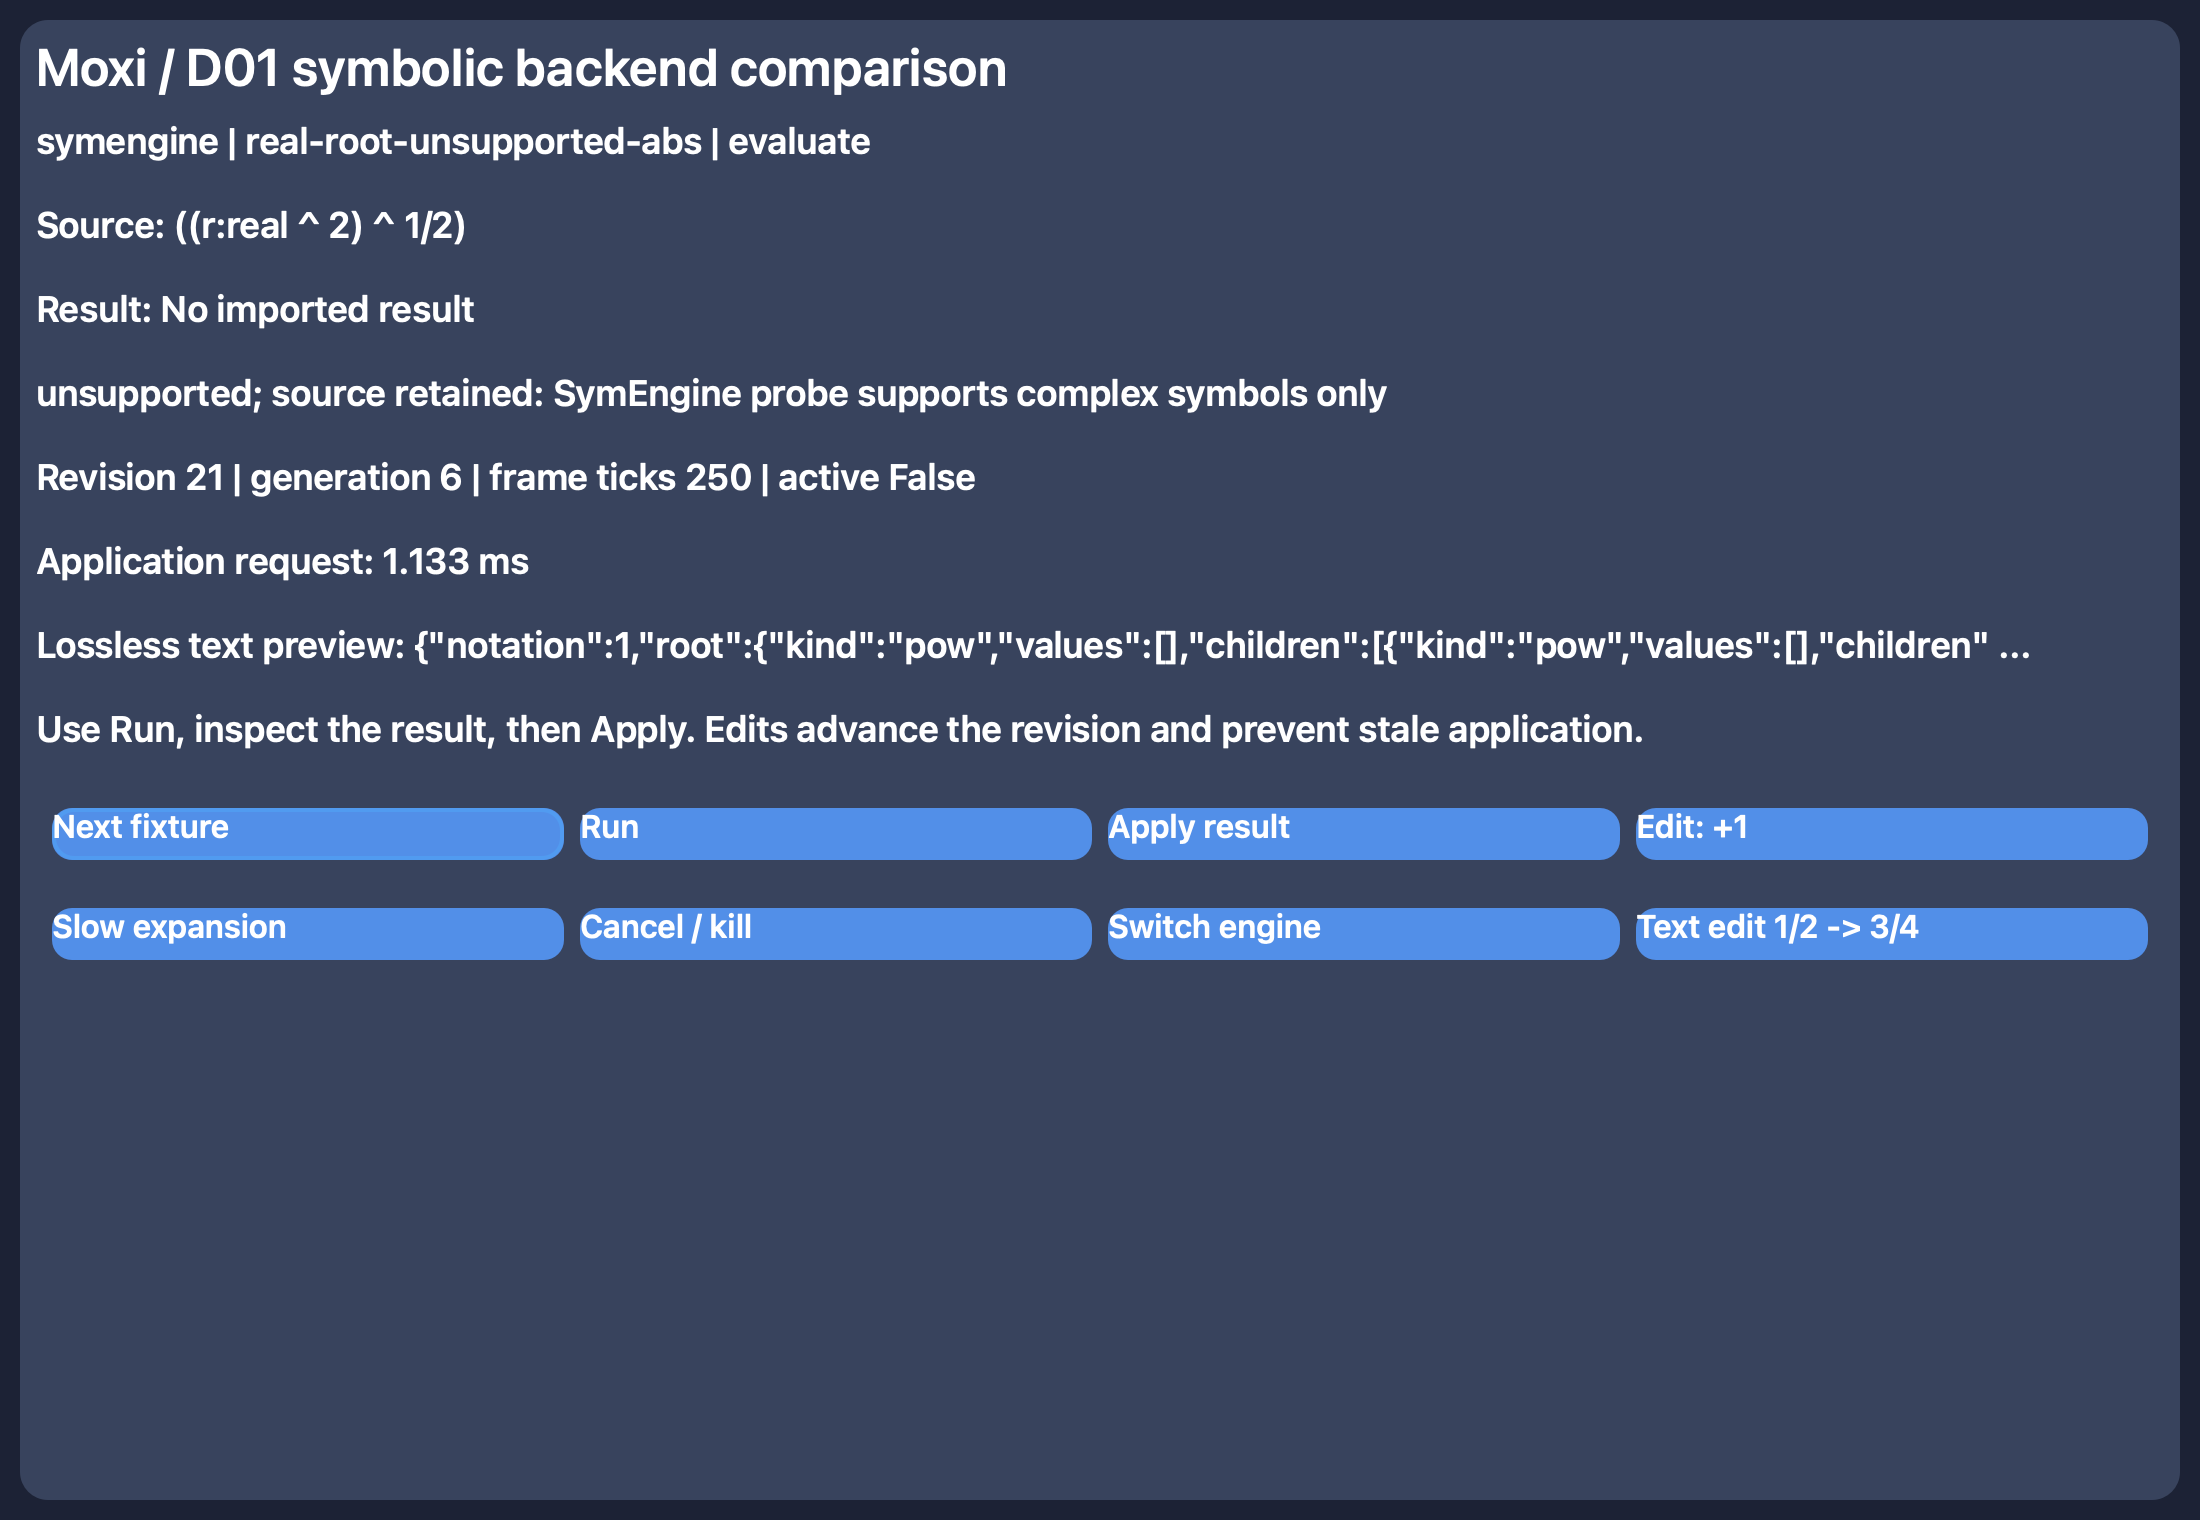 Moxi / D01 symbolic backend comparison
symengine | real-root-unsupported-abs | evaluate
Source: ((r:real ^ 2) ^ 1/2)
Result: No imported result
unsupported; source retained: SymEngine probe supports complex symbols only
Revision 21 | generation 6 | frame ticks 250 | active False
Application request: 1.133 ms
Lossless text preview: {"notation":1,"root":{"kind":"pow","values":[],"children":[{"kind":"pow","values":[],"children" ...
Use Run, inspect the result, then Apply. Edits advance the revision and prevent stale application.
Next fixture
Run
Apply result
Edit: +1
Slow expansion
Cancel / kill
Switch engine
Text edit 1/2 -> 3/4